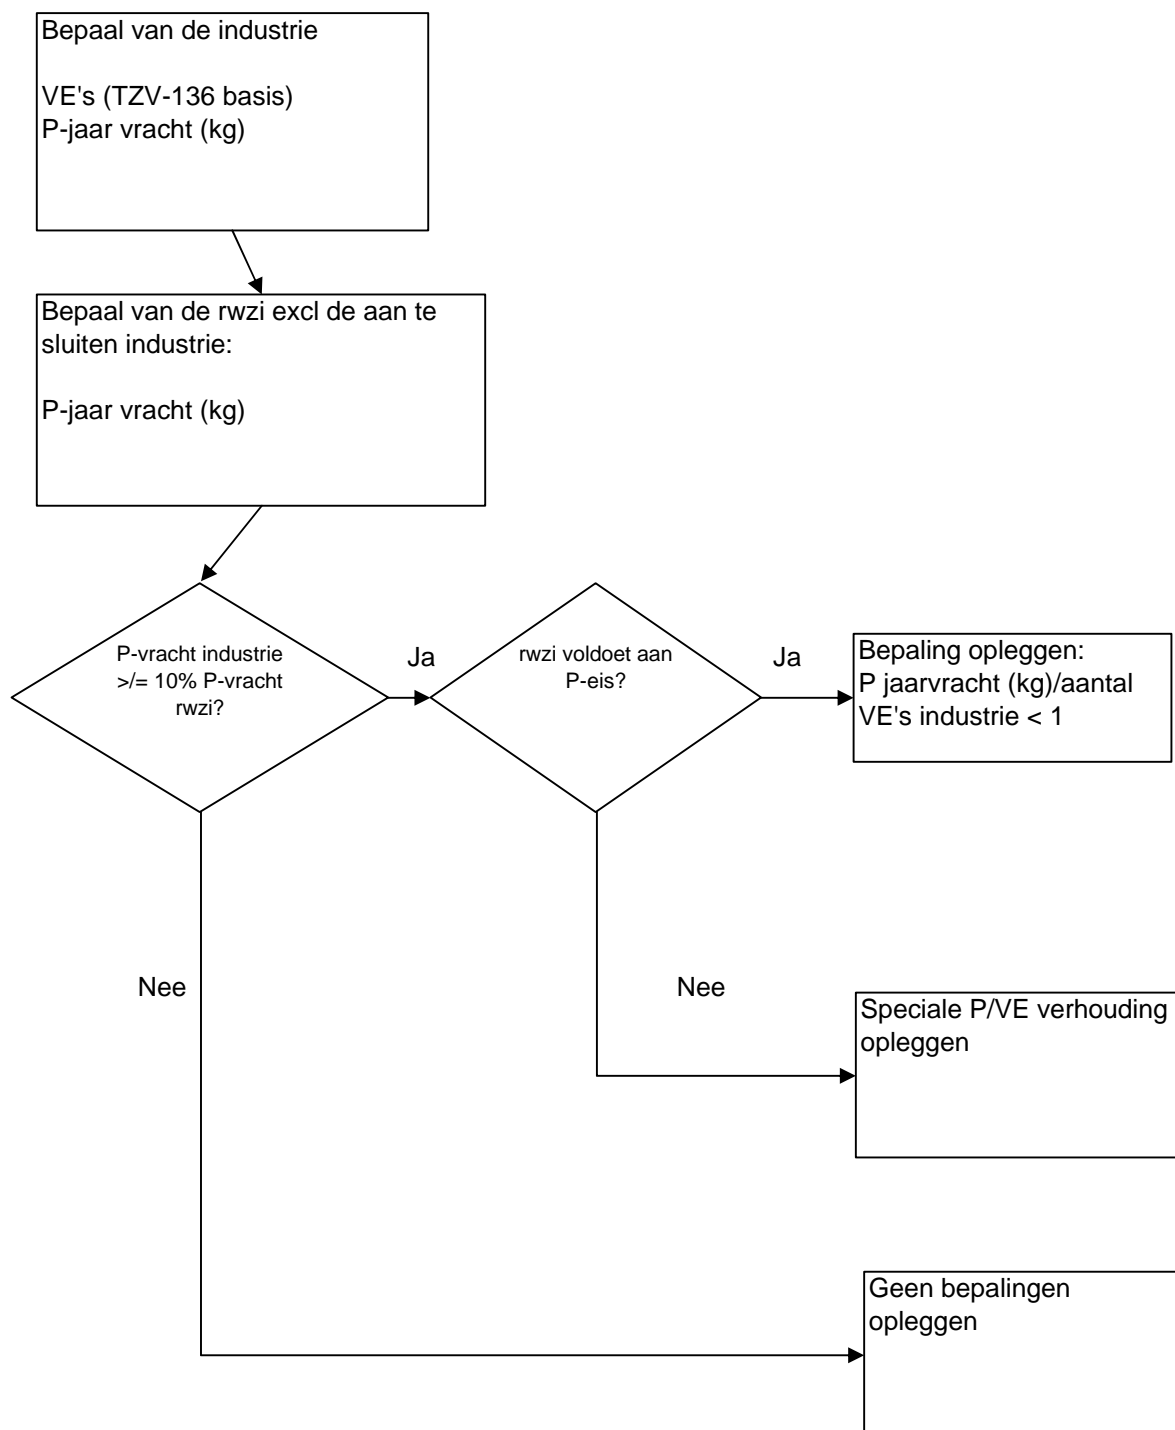 Bepaal van de industrie
VE's (TZV-136 basis)
P-jaar vracht (kg)
Bepaal van de rwzi excl de aan te
sluiten industrie:
P-jaar vracht (kg)
P-vracht industrie
>/= 10% P-vracht
rwzi?
Ja
rwzi voldoet aan
P-eis?
Ja
Bepaling opleggen:
P jaarvracht (kg)/aantal
VE's industrie < 1
Nee
Nee
Speciale P/VE verhouding
opleggen
Geen bepalingen
opleggen